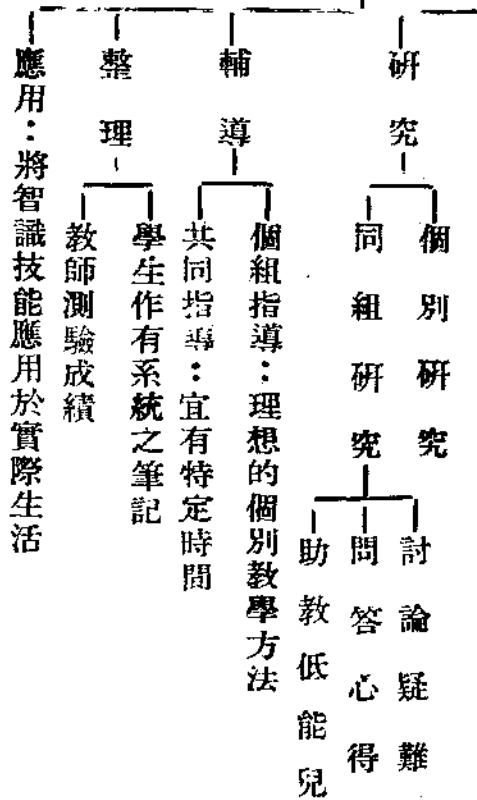 研究
個別研究
同組研究
討論疑難
問答心得
助教低能兒
輔導
個組指導：理想的個別教學方法
共同指導：宜有特定時間
整理
學生作有系統之筆記
教師測驗成績
應用：將智識技能應用於實際生活